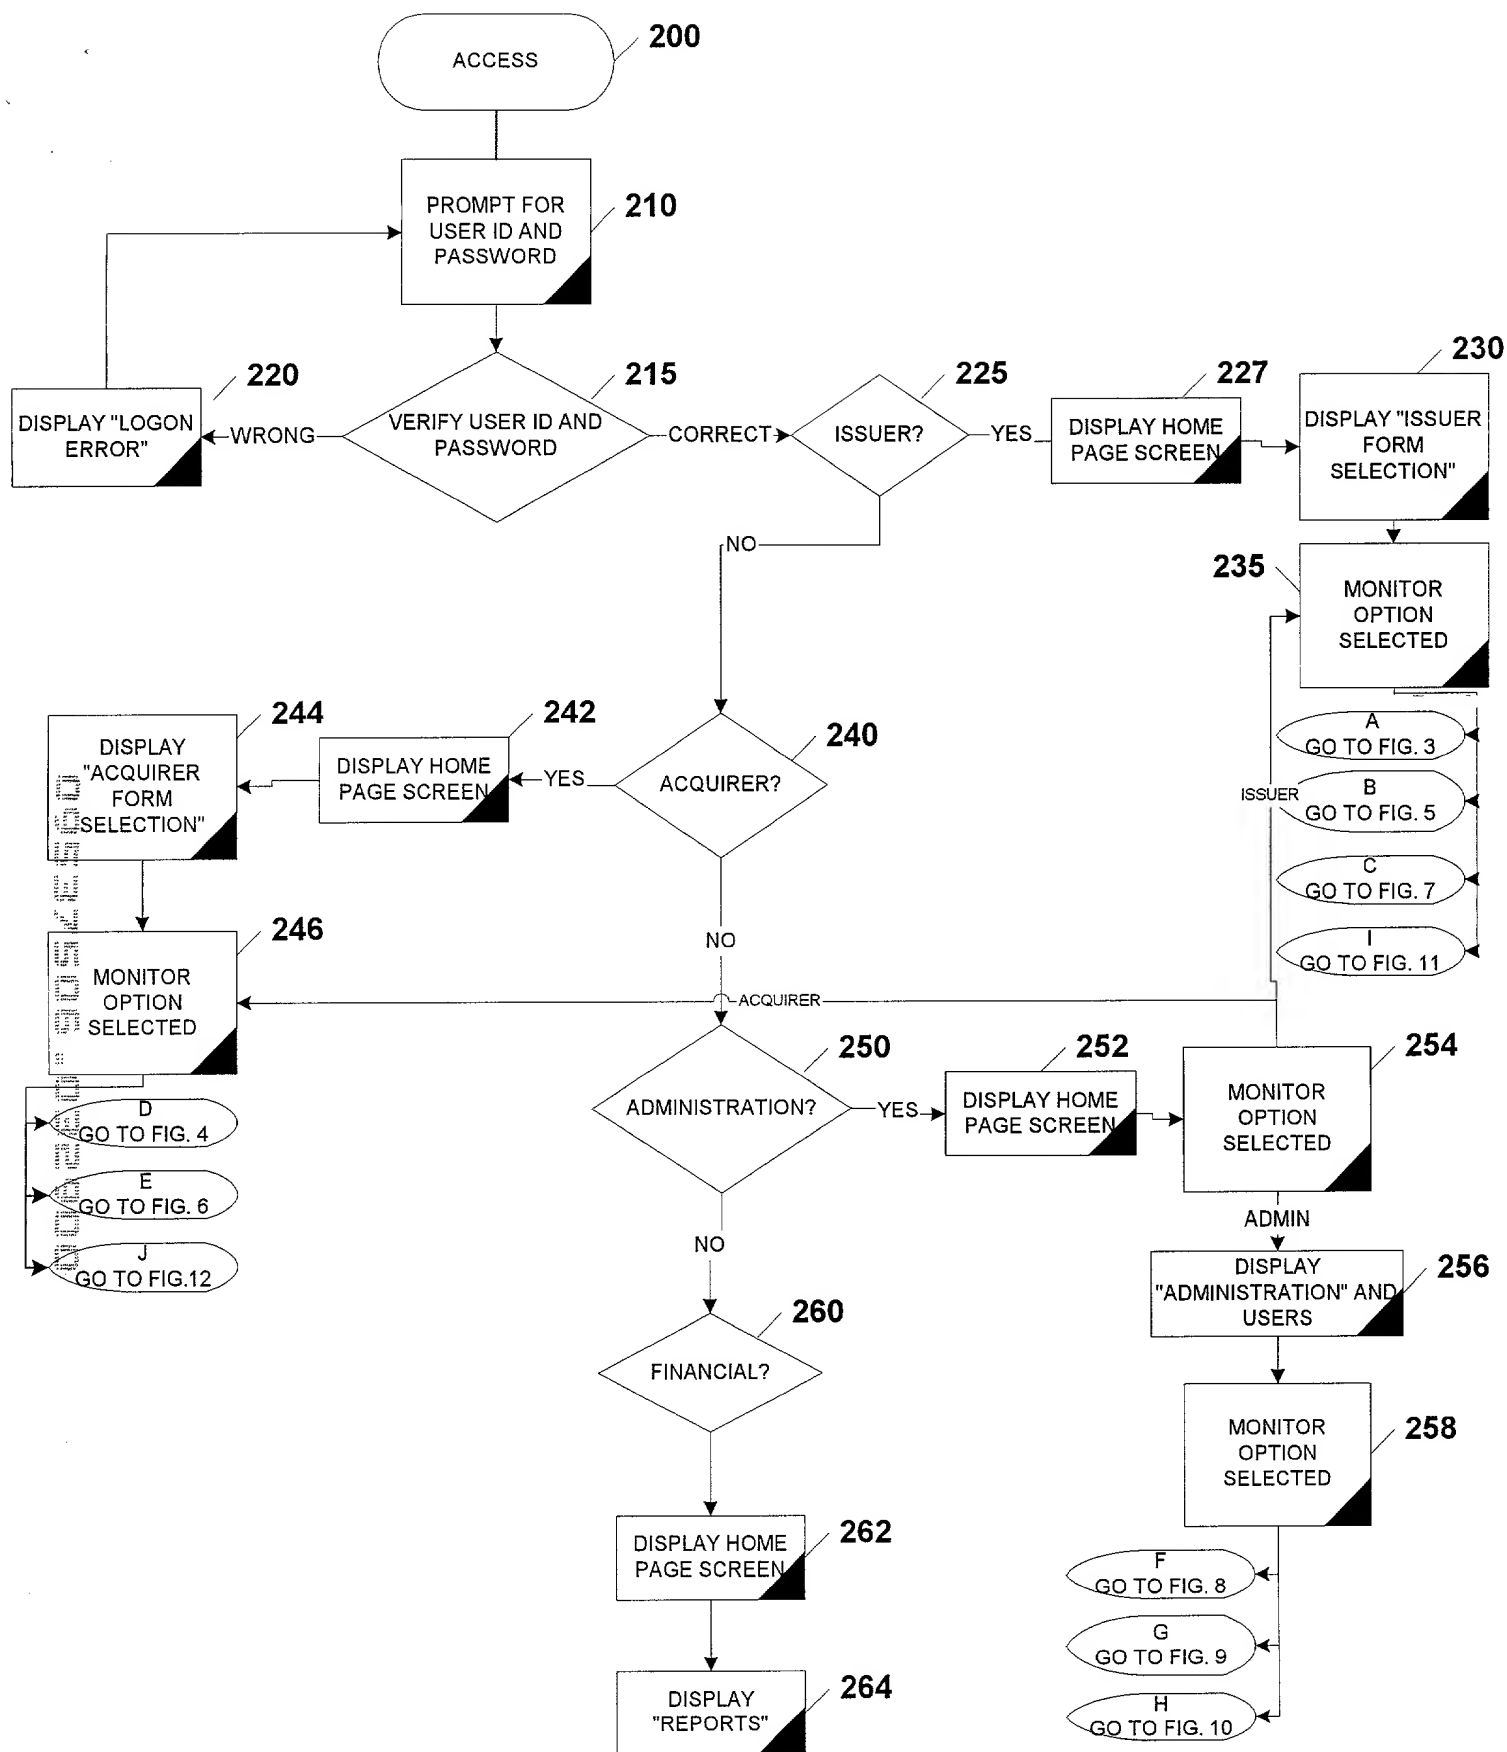 ACCESS
200
PROMPT FOR
USER ID AND
PASSWORD
210
DISPLAY "LOGON
ERROR"
220
WRONG
VERIFY USER ID AND
PASSWORD
215
CORRECT
ISSUER?
225
YES
DISPLAY HOME
PAGE SCREEN
227
DISPLAY "ISSUER
FORM
SELECTION"
230
NO
235
MONITOR
OPTION
SELECTED
A
GO TO FIG. 3
ISSUER
B
GO TO FIG. 5
C
GO TO FIG. 7
I
GO TO FIG. 11
DISPLAY
"ACQUIRER
FORM
SELECTION"
244
DISPLAY HOME
PAGE SCREEN
242
YES
ACQUIRER?
240
NO
MONITOR
OPTION
SELECTED
246
ACQUIRER
D
GO TO FIG. 4
E
GO TO FIG. 6
J
GO TO FIG.12
ADMINISTRATION?
250
YES
DISPLAY HOME
PAGE SCREEN
252
MONITOR
OPTION
SELECTED
254
ADMIN
DISPLAY
"ADMINISTRATION" AND
USERS
256
MONITOR
OPTION
SELECTED
258
F
GO TO FIG. 8
G
GO TO FIG. 9
H
GO TO FIG. 10
NO
FINANCIAL?
260
DISPLAY HOME
PAGE SCREEN
262
DISPLAY
"REPORTS"
264